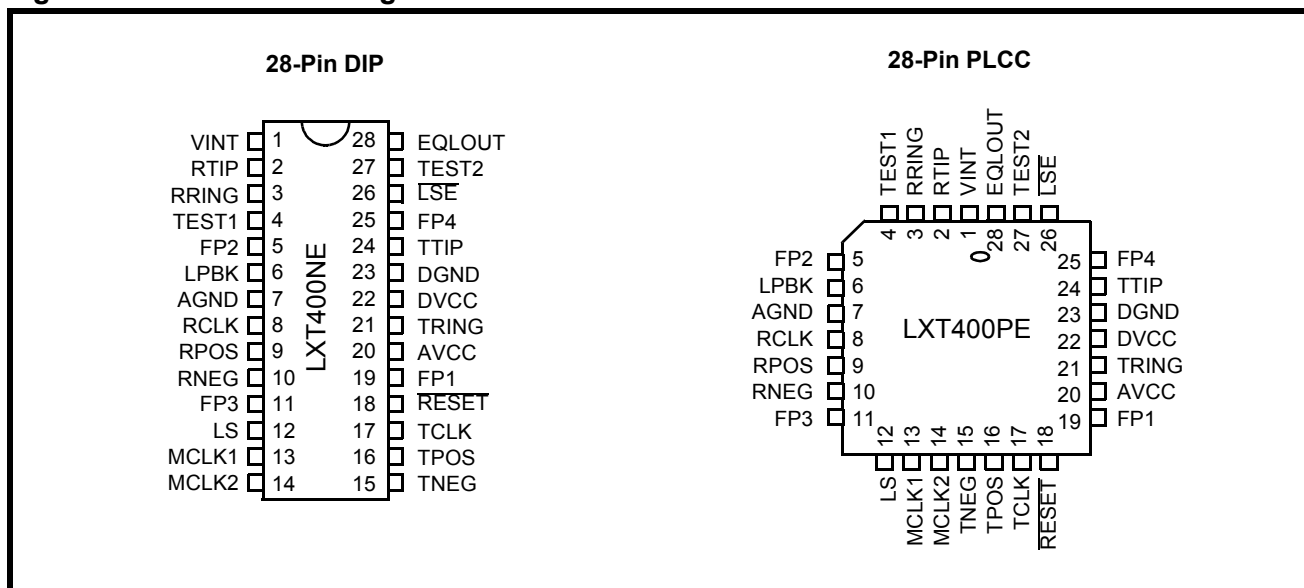 28-Pin DIP
VINT 1 28 EQLOUT
RTIP 2 27 TEST2
RRING 3 26 LSE
TEST1 4 25 FP4
FP2 5 24 TTIP
LPBK 6 23 DGND
AGND 7 22 DVCC
RCLK 8 21 TRING
RPOS 9 20 AVCC
RNEG 10 19 FP1
FP3 11 18 RESET
LS 12 17 TCLK
MCLK1 13 16 TPOS
MCLK2 14 15 TNEG
LXT400NE
28-Pin PLCC
TEST1 RRING RTIP VINT EQLOUT TEST2 LSE
4 3 2 1 28 27 26
FP2 5 25 FP4
LPBK 6 24 TTIP
AGND 7 23 DGND
RCLK 8 22 DVCC
RPOS 9 21 TRING
RNEG 10 20 AVCC
FP3 11 19 FP1
LXT400PE
12 13 14 15 16 17 18
LS MCLK1 MCLK2 TNEG TPOS TCLK RESET